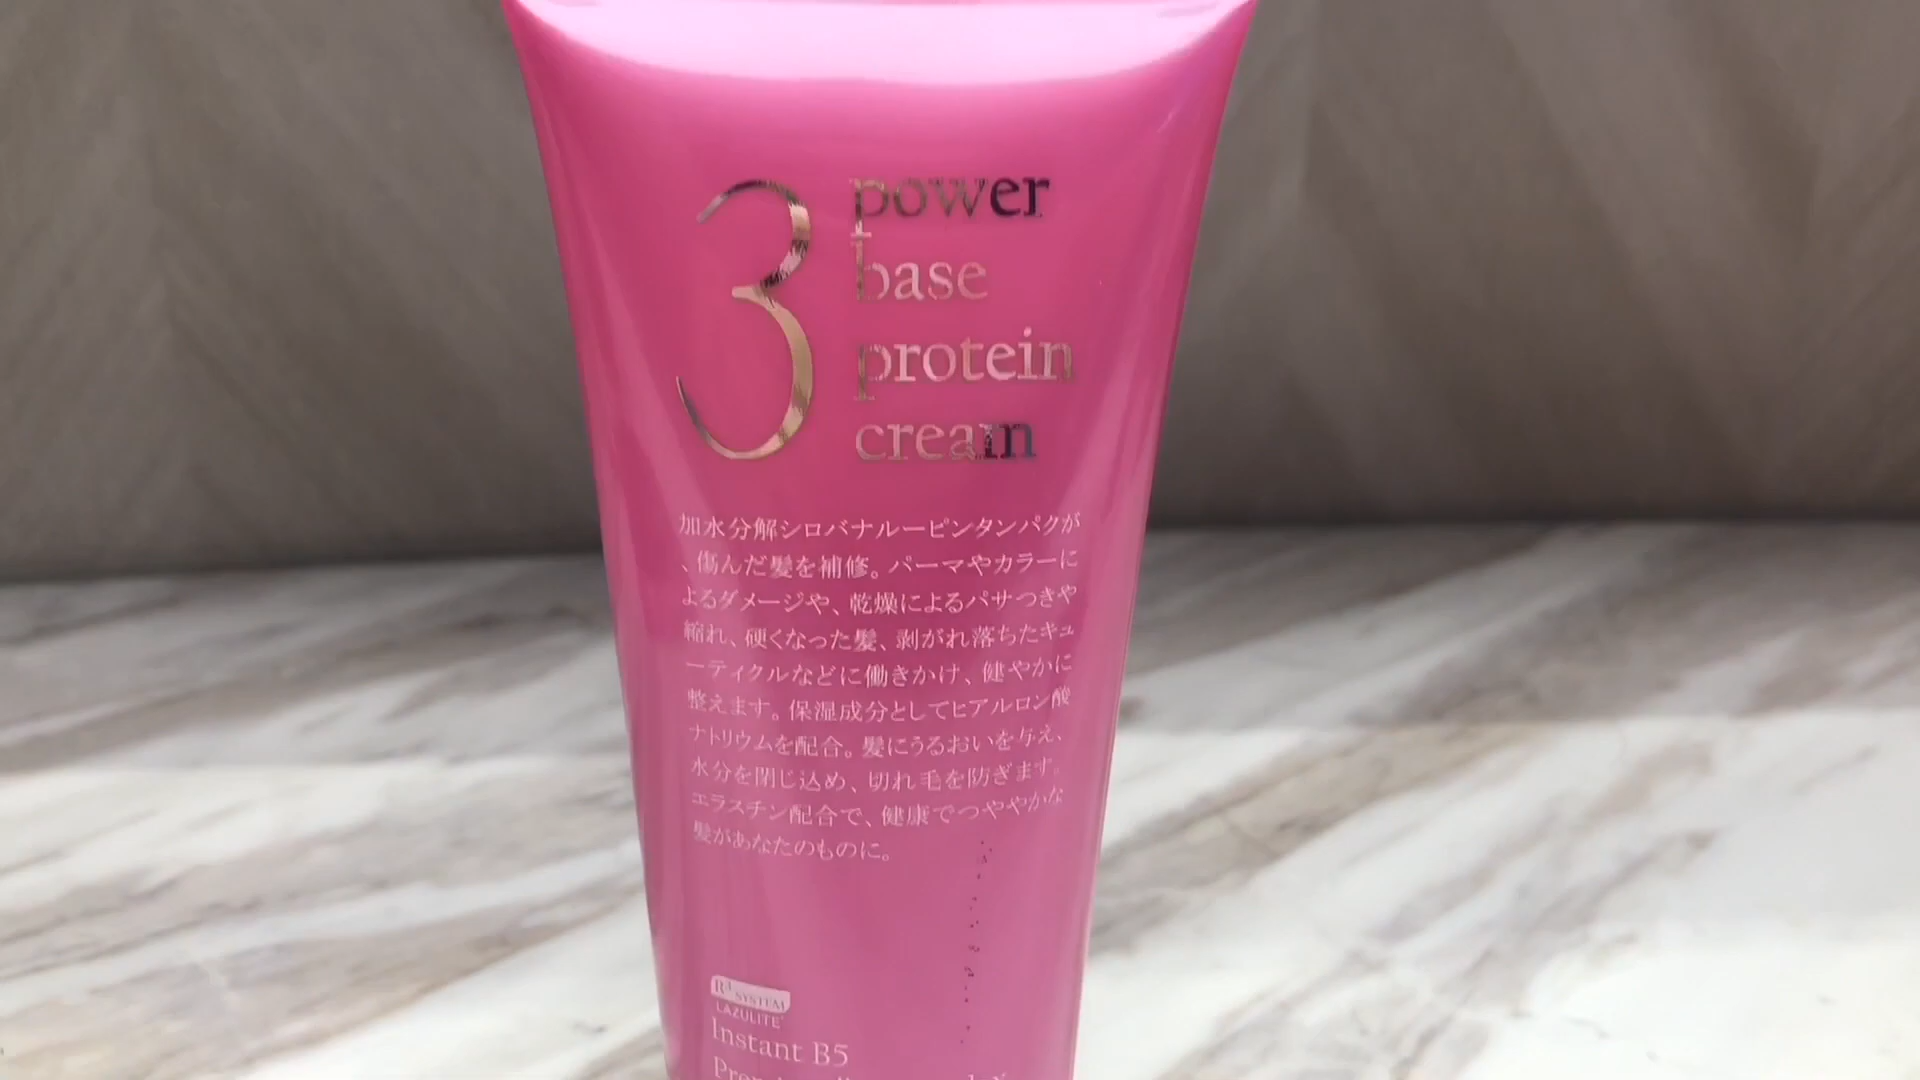 3
power
base
protein
cream
加水分解シロバナルーピンタンパクが
、傷んだ髪を補修。パーマやカラーに
よるダメージや、乾燥によるパサつきや
縮れ、硬くなった髪、剥がれ落ちたキュ
ーティクルなどに働きかけ、健やかに
整えます。保湿成分としてヒアルロン酸
ナトリウムを配合。髪にうるおいを与え、
水分を閉じ込め、切れ毛を防ぎます。
エラスチン配合で、健康でつややかな
髪があなたのものに。
SYSTEM
LAZULITE
Instant B5